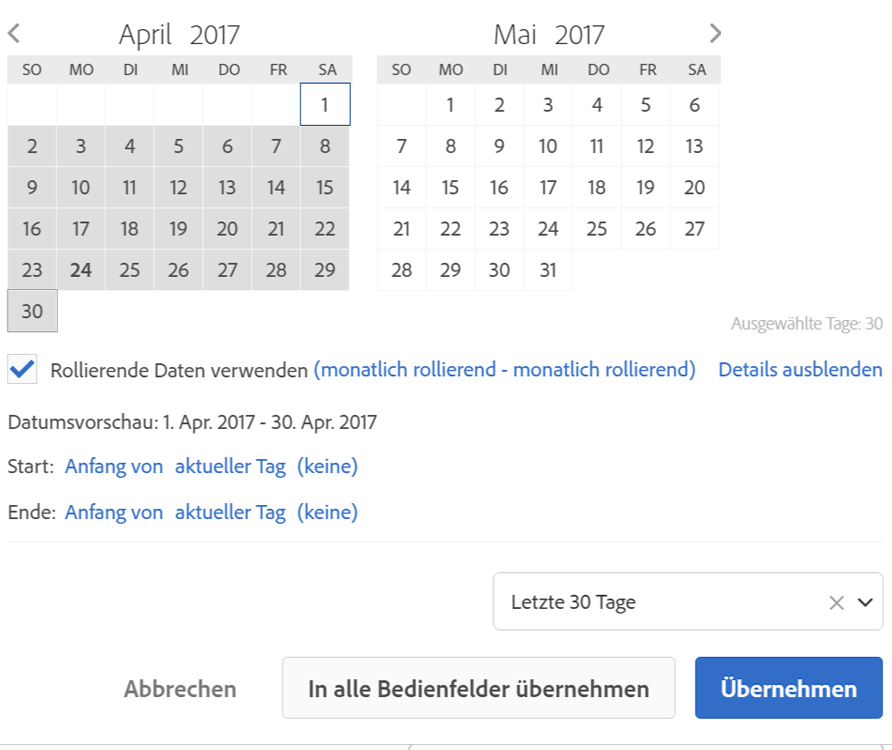 April 2017 Mai 2017
SO MO DI MI DO FR SA SO MO DI MI DO FR SA
1 1 2 3 4 5 6
2 3 4 5 6 7 8 7 8 9 10 11 12 13
9 10 11 12 13 14 15 14 15 16 17 18 19 20
16 17 18 19 20 21 22 21 22 23 24 25 26 27
23 24 25 26 27 28 29 28 29 30 31
30
Ausgewählte Tage: 30
Rollierende Daten verwenden (monatlich rollierend - monatlich rollierend) Details ausblenden
Datumsvorschau: 1. Apr. 2017 - 30. Apr. 2017
Start: Anfang von aktueller Tag (keine)
Ende: Anfang von aktueller Tag (keine)
Letzte 30 Tage
Abbrechen In alle Bedienfelder übernehmen Übernehmen